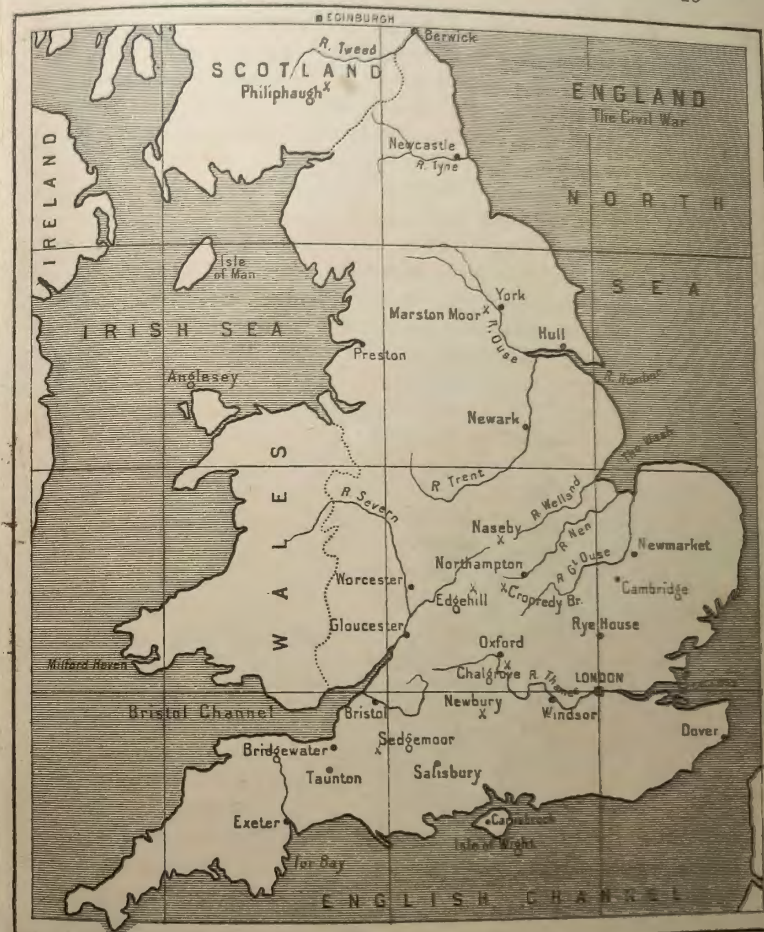 EDINBURGH
Berwick
R. Tweed
SCOTLAND
Philiphaugh x
ENGLAND
The Civil War
IRELAND
Newcastle
R. Tyne
NORTH
SEA
Isle
of Man
York
Marston Moor x
R. Ouse
IRISH SEA
Hull
Preston
R. Humber
Anglesey
Newark
The Wash
R. Trent
WALES
R. Severn
R. Welland
Naseby
x
R. Nen
Newmarket
Northampton
R. Gt Ouse
Worcester
x
Edgehill
x Cropredy Br.
Cambridge
Gloucester
Rye House
Oxford
x
Chalgrove
R. Thames
LONDON
Milford Haven
Bristol Channel
Bristol
Newbury
x
Windsor
Dover
Bridgewater
x
Sedgemoor
Taunton
Salisbury
Exeter
Carisbrook
Isle of Wight
Tor Bay
ENGLISH CHANNEL